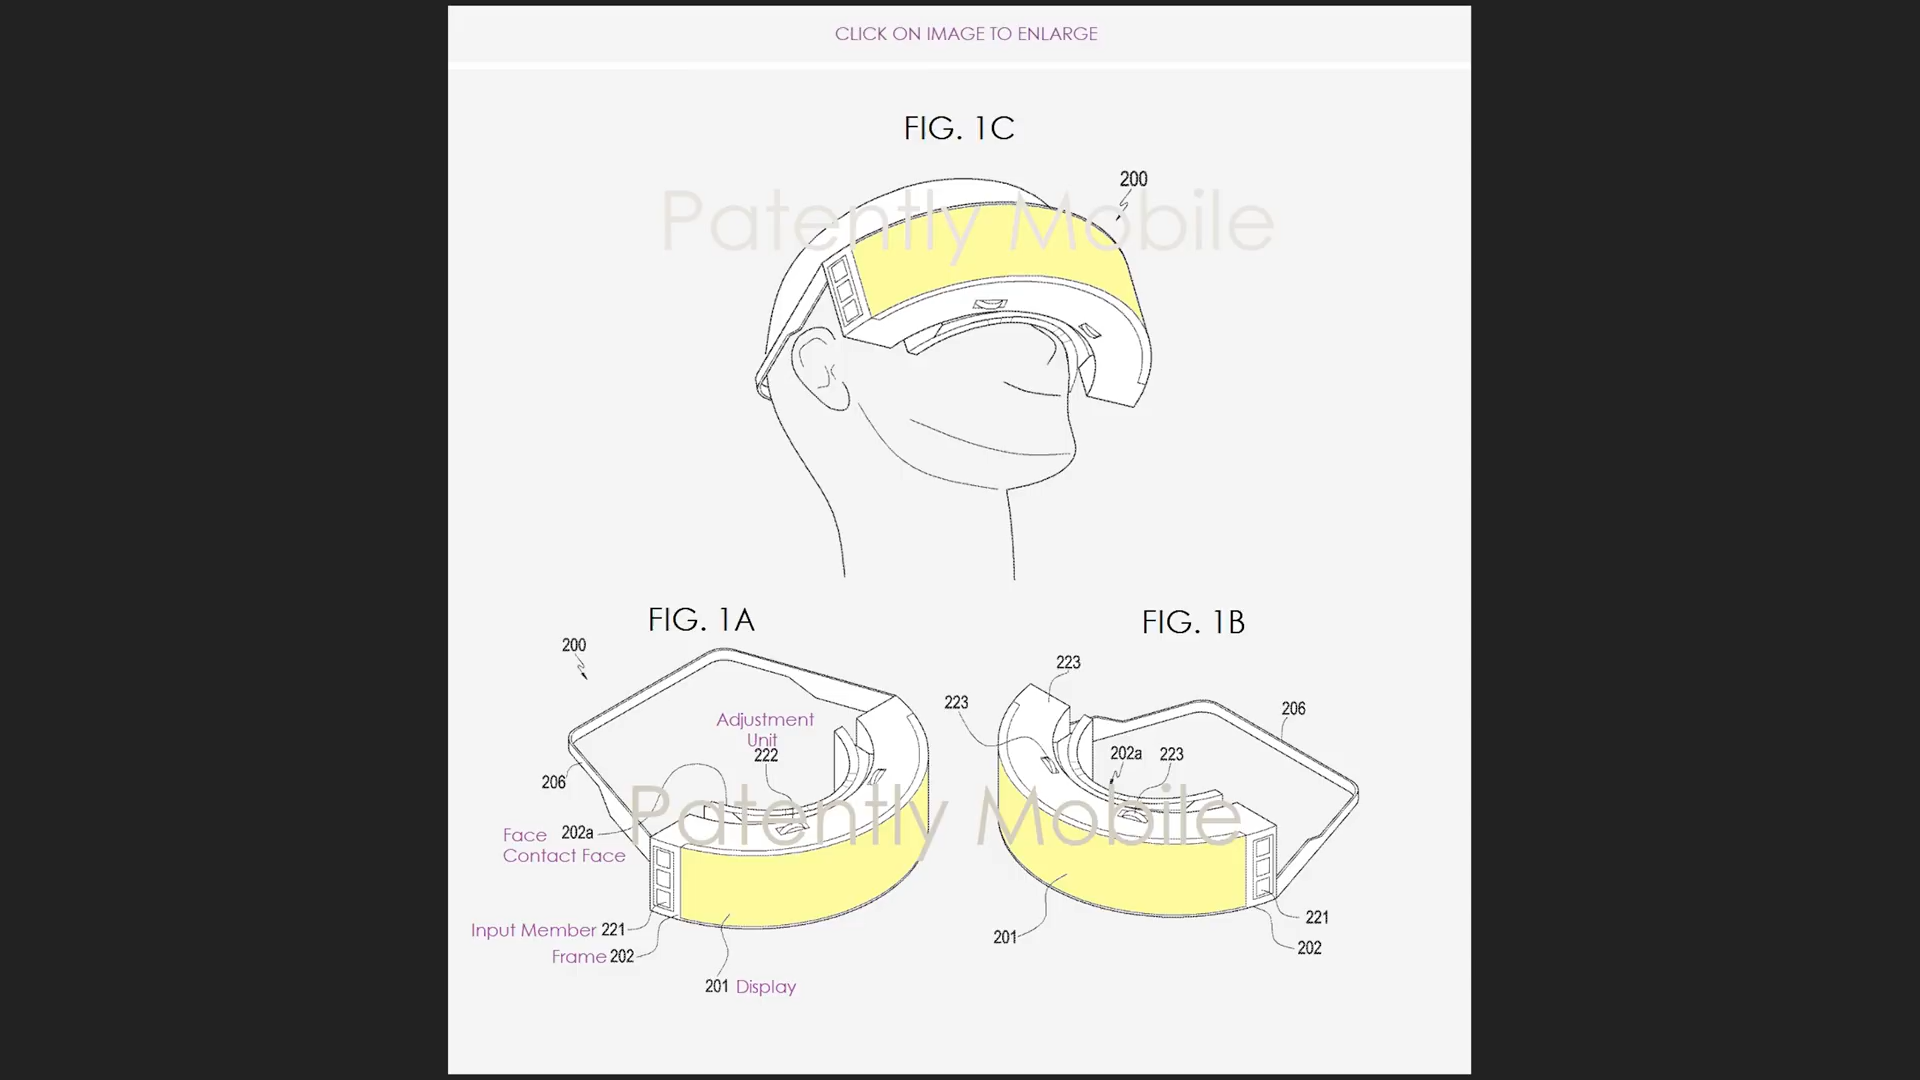 CLICK ON IMAGE TO ENLARGE
FIG. 1C
200
Patently Mobile
FIG. 1A
FIG. 1B
200
223
223
206
Adjustment
Unit
222
202a
223
206
Patently Mobile
Face 202a
Contact Face
Input Member 221
Frame 202
201 Display
201
221
202